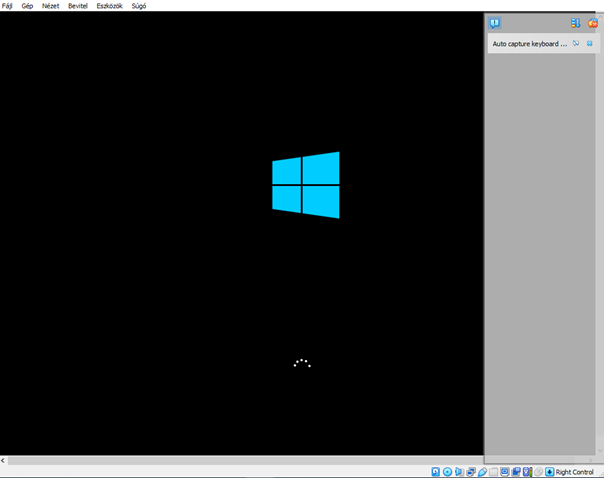 Fájl Gép Nézet Bevitel Eszközök Súgó
Auto capture keyboard ...
Right Control